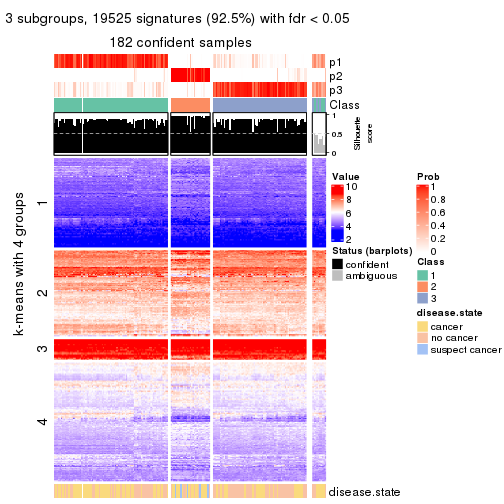 3 subgroups, 19525 signatures (92.5%) with fdr < 0.05
182 confident samples
p1
p2
p3
Class
1
0.5
0
Silhouette
score
k-means with 4 groups
1
2
3
4
Value
10
8
6
4
2
Status (barplots)
confident
ambiguous
Prob
1
0.8
0.6
0.4
0.2
0
Class
1
2
3
disease.state
cancer
no cancer
suspect cancer
disease.state